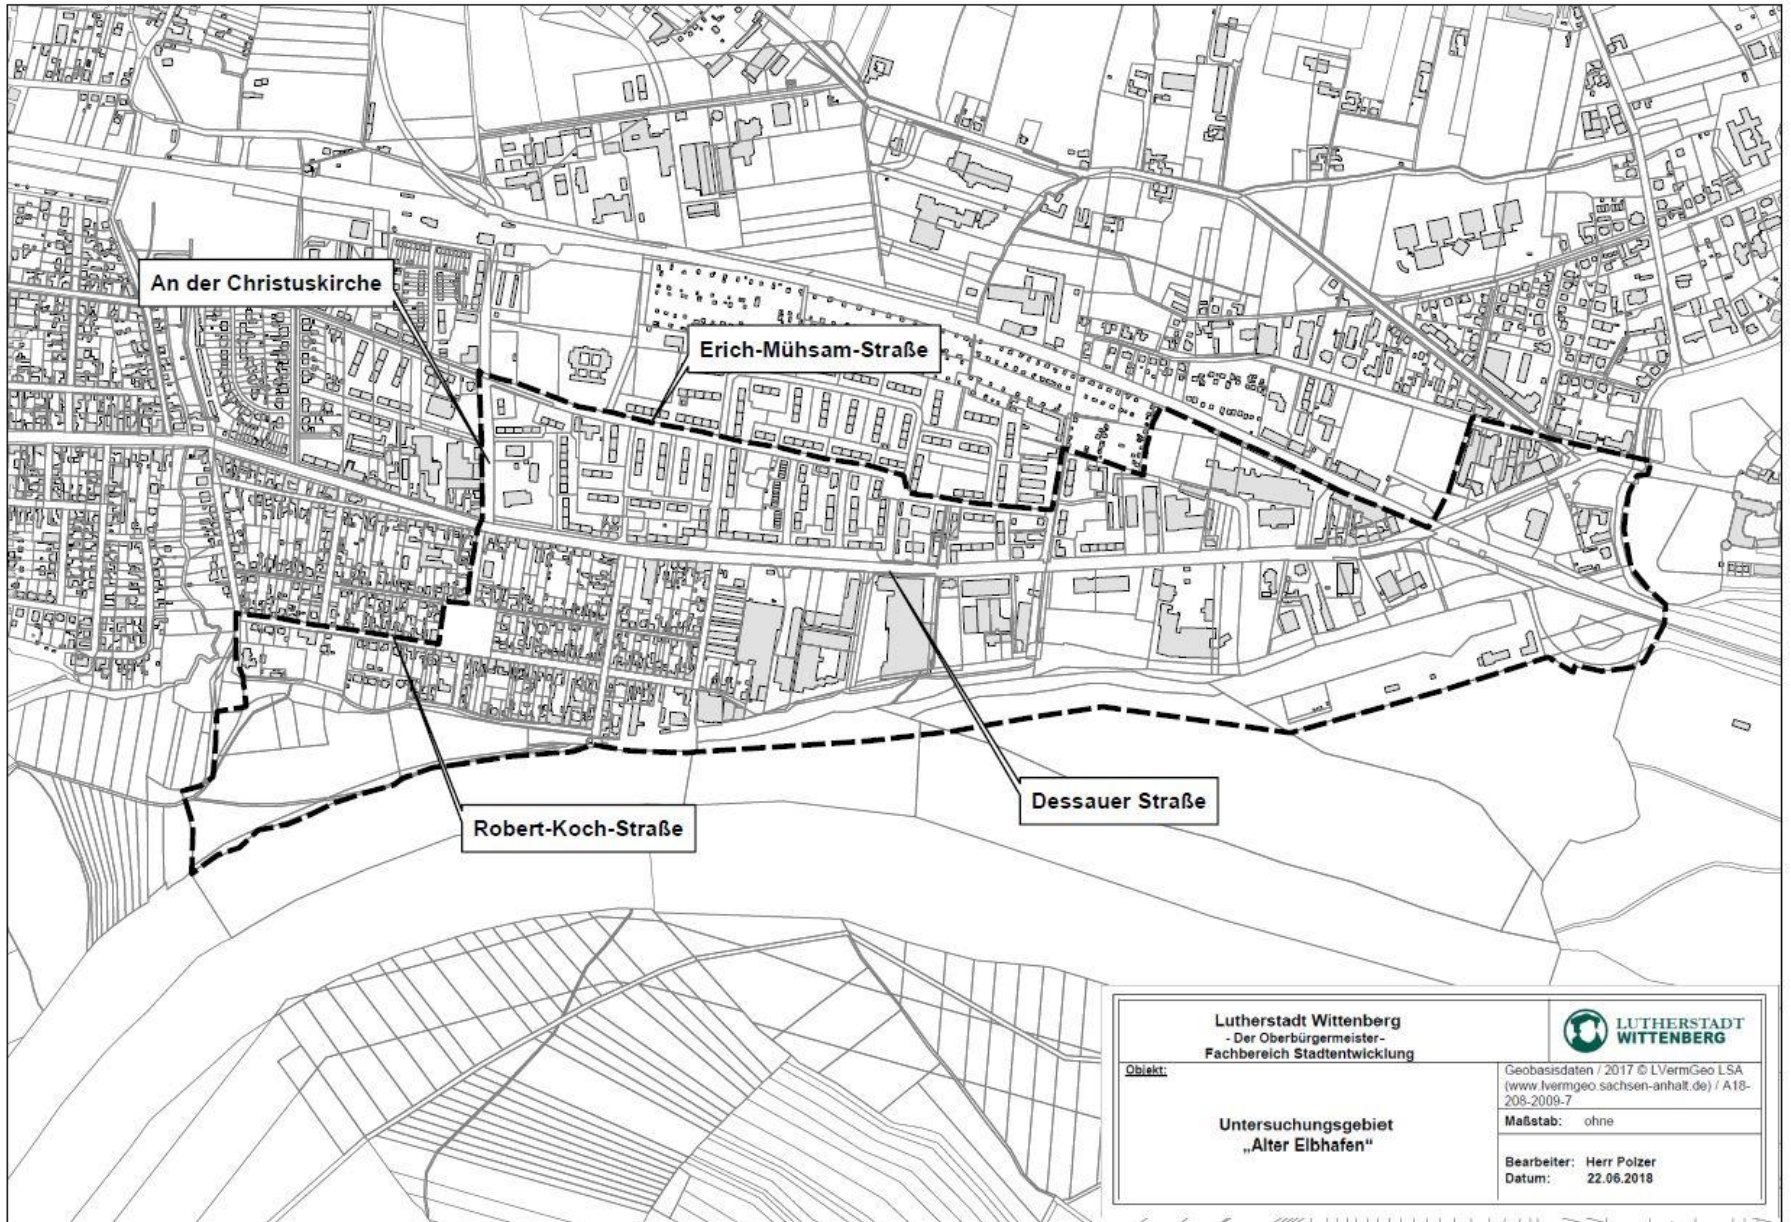 An der Christuskirche
Erich-Mühsam-Straße
Dessauer Straße
Robert-Koch-Straße
Lutherstadt Wittenberg
- Der Oberbürgermeister-
Fachbereich Stadtentwicklung
LUTHERSTADT
WITTENBERG
Objekt:
Untersuchungsgebiet
„Alter Elbhafen“
Geobasisdaten / 2017 © LVermGeo LSA
(www.lvermgeo.sachsen-anhalt.de) / A18-
208-2009-7
Maßstab: ohne
Bearbeiter: Herr Polzer
Datum: 22.06.2018